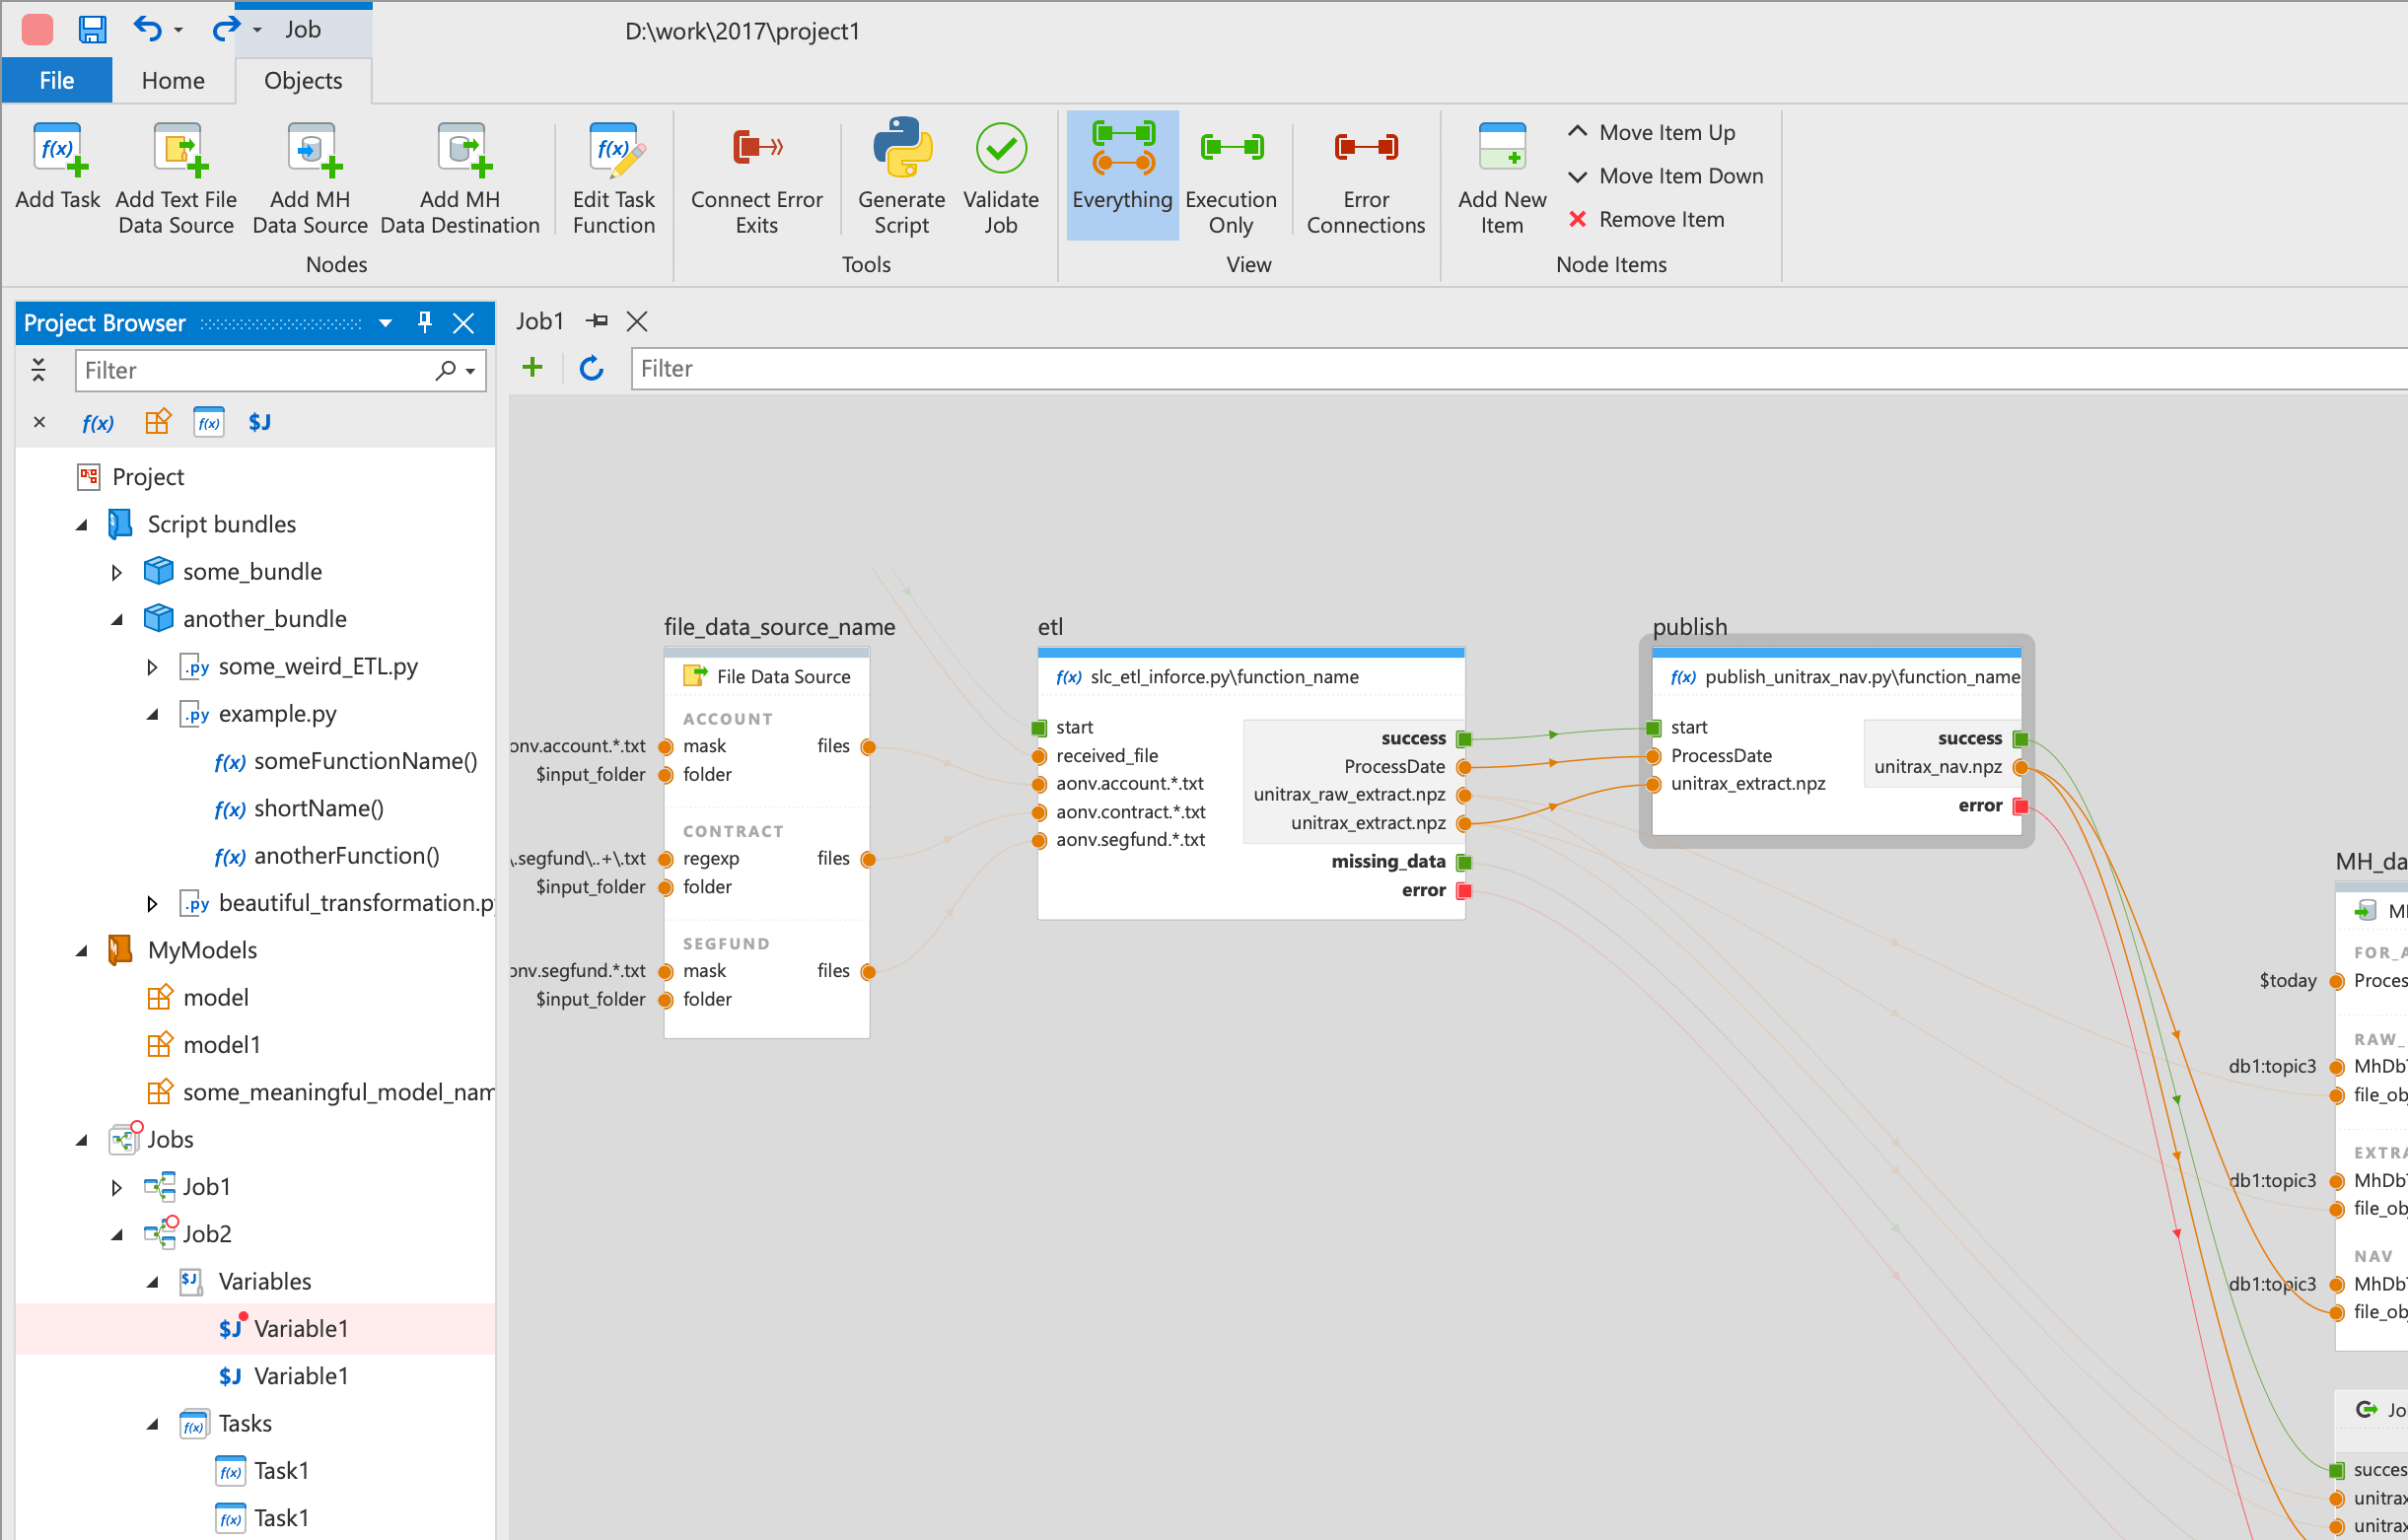 Job
D:\work\2017\project1
File
Home
Objects
f(x)
Add Task
Add Text File
Data Source
Add MH
Data Source
Add MH
Data Destination
Nodes
f(x)
Edit Task
Function
Connect Error
Exits
Generate
Script
Validate
Job
Tools
Everything
Execution
Only
Error
Connections
View
Add New
Item
Move Item Up
Move Item Down
Remove Item
Node Items
Project Browser
Filter
f(x)
f(x)
$J
Project
Script bundles
some_bundle
another_bundle
.py some_weird_ETL.py
.py example.py
f(x) someFunctionName()
f(x) shortName()
f(x) anotherFunction()
.py beautiful_transformation.py
MyModels
model
model1
some_meaningful_model_nam
Jobs
Job1
Job2
$J Variables
$J Variable1
$J Variable1
f(x) Tasks
f(x) Task1
f(x) Task1
Job1
Filter
file_data_source_name
File Data Source
ACCOUNT
onv.account.*.txt mask files
$input_folder folder
CONTRACT
\.segfund\..+\.txt regexp files
$input_folder folder
SEGFUND
onv.segfund.*.txt mask files
$input_folder folder
etl
f(x) slc_etl_inforce.py\function_name
start
received_file
aonv.account.*.txt
aonv.contract.*.txt
aonv.segfund.*.txt
success
ProcessDate
unitrax_raw_extract.npz
unitrax_extract.npz
missing_data
error
publish
f(x) publish_unitrax_nav.py\function_name
start
ProcessDate
unitrax_extract.npz
success
unitrax_nav.npz
error
MH_da
FOR_A
$today Proces
RAW_
db1:topic3 MhDb
file_ob
EXTRA
db1:topic3 MhDb
file_ob
NAV
db1:topic3 MhDb
file_ob
Jo
succes
unitrax
unitrax